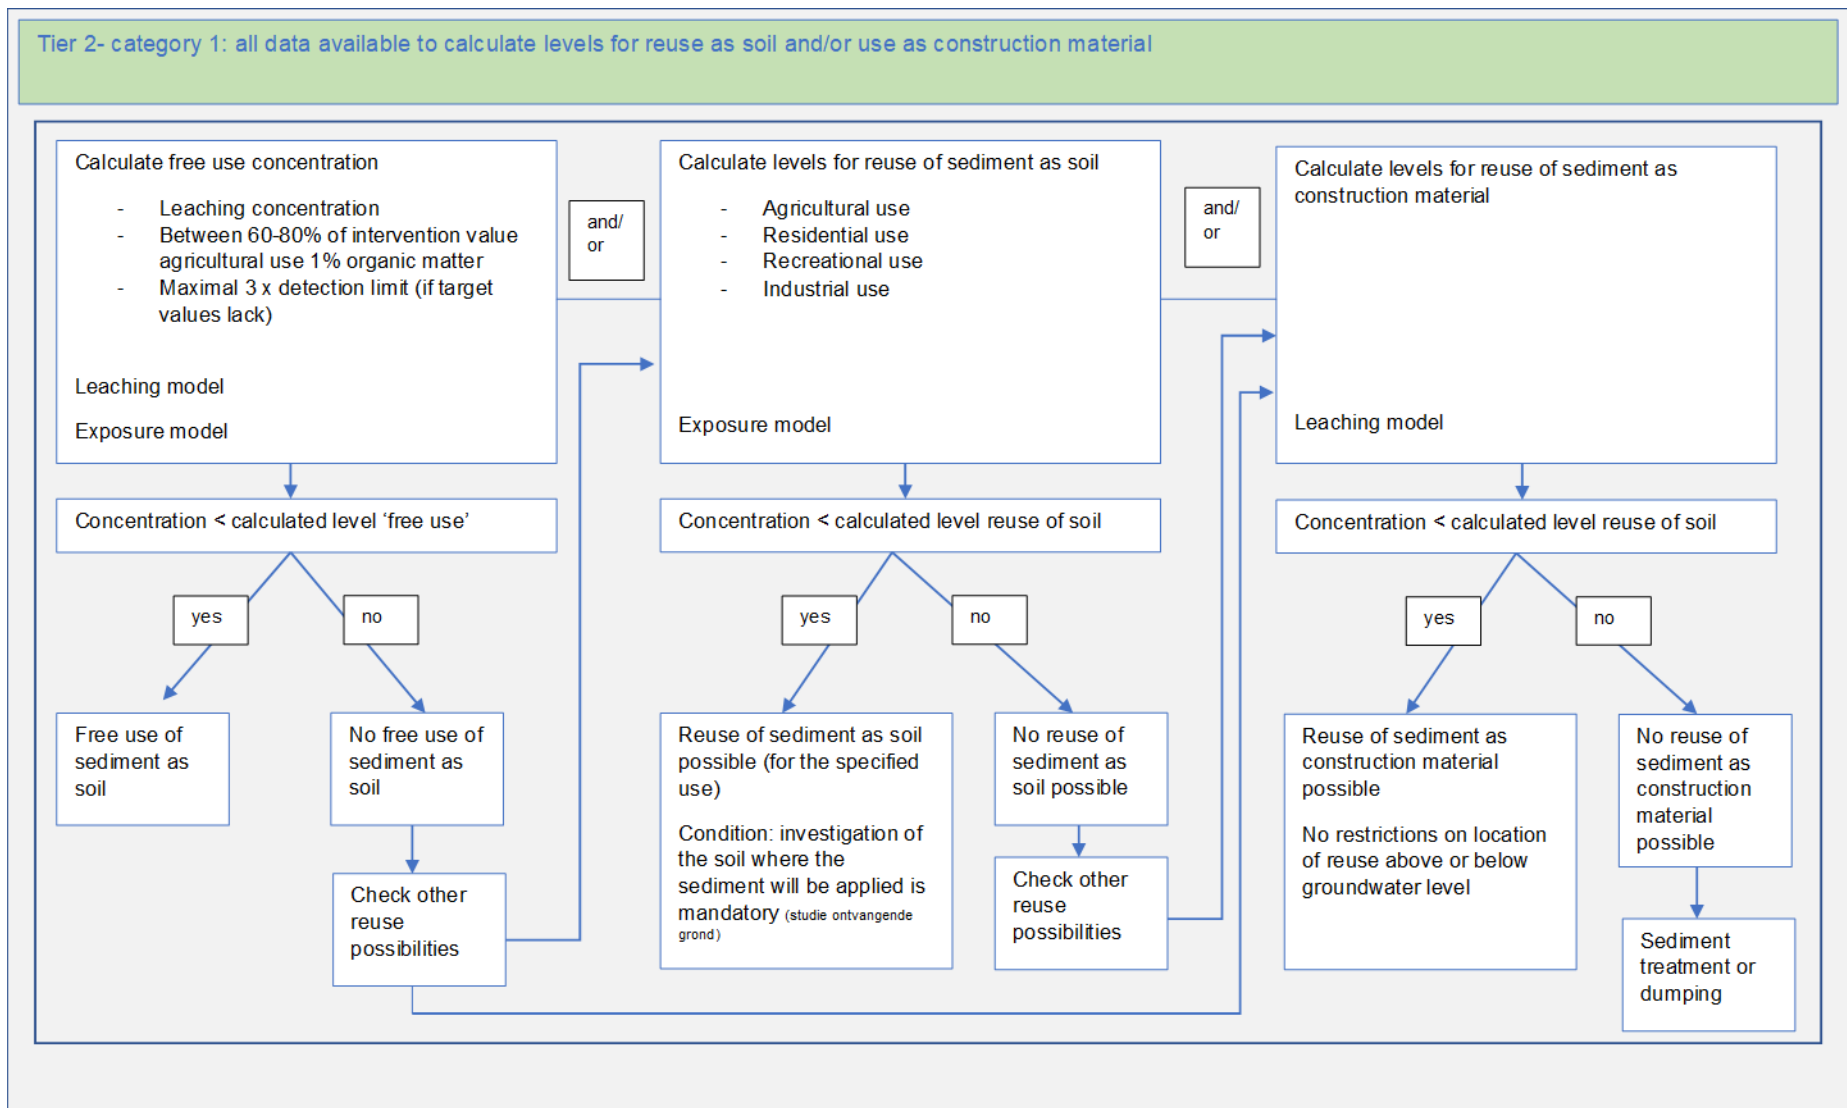 Tier 2- category 1: all data available to calculate levels for reuse as soil and/or use as construction material
Calculate free use concentration
- Leaching concentration
- Between 60-80% of intervention value
agricultural use 1% organic matter
- Maximal 3 x detection limit (if target
values lack)
Leaching model
Exposure model
and/
or
Calculate levels for reuse of sediment as soil
- Agricultural use
- Residential use
- Recreational use
- Industrial use
Exposure model
and/
or
Calculate levels for reuse of sediment as
construction material
Leaching model
Concentration < calculated level ‘free use’
Concentration < calculated level reuse of soil
Concentration < calculated level reuse of soil
yes
no
yes
no
yes
no
Free use of
sediment as
soil
No free use of
sediment as
soil
Check other
reuse
possibilities
Reuse of sediment as soil
possible (for the specified
use)
Condition: investigation of
the soil where the
sediment will be applied is
mandatory (studie ontvangende
grond)
No reuse of
sediment as
soil possible
Check other
reuse
possibilities
Reuse of sediment as
construction material
possible
No restrictions on location
of reuse above or below
groundwater level
No reuse of
sediment as
construction
material
possible
Sediment
treatment or
dumping